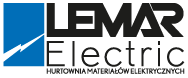 LEMAR
Electric
HURTOWNIA MATERIAŁÓW ELEKTRYCZNYCH